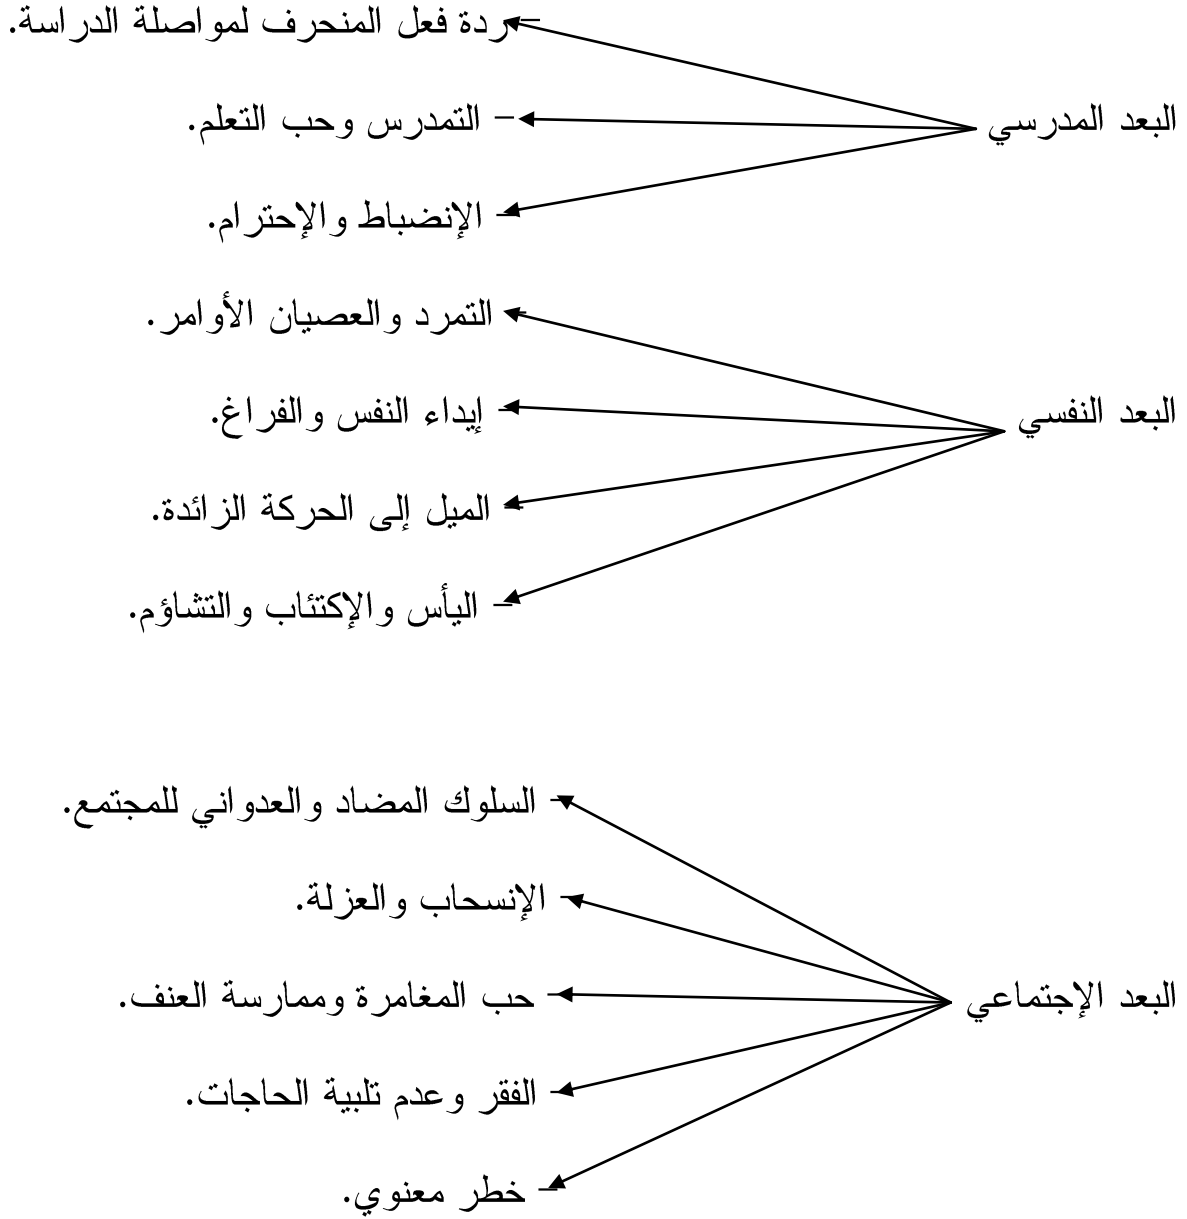 - ردة فعل المنحرف لمواصلة الدراسة.
البعد المدرسي - التمدرس وحب التعلم.
- الإنضباط والإحترام.
- التمرد والعصيان الأوامر.
البعد النفسي - إيداء النفس والفراغ.
- الميل إلى الحركة الزائدة.
- اليأس والإكتئاب والتشاؤم.
- السلوك المضاد والعدواني للمجتمع.
- الإنسحاب والعزلة.
البعد الإجتماعي - حب المغامرة وممارسة العنف.
- الفقر وعدم تلبية الحاجات.
- خطر معنوي.